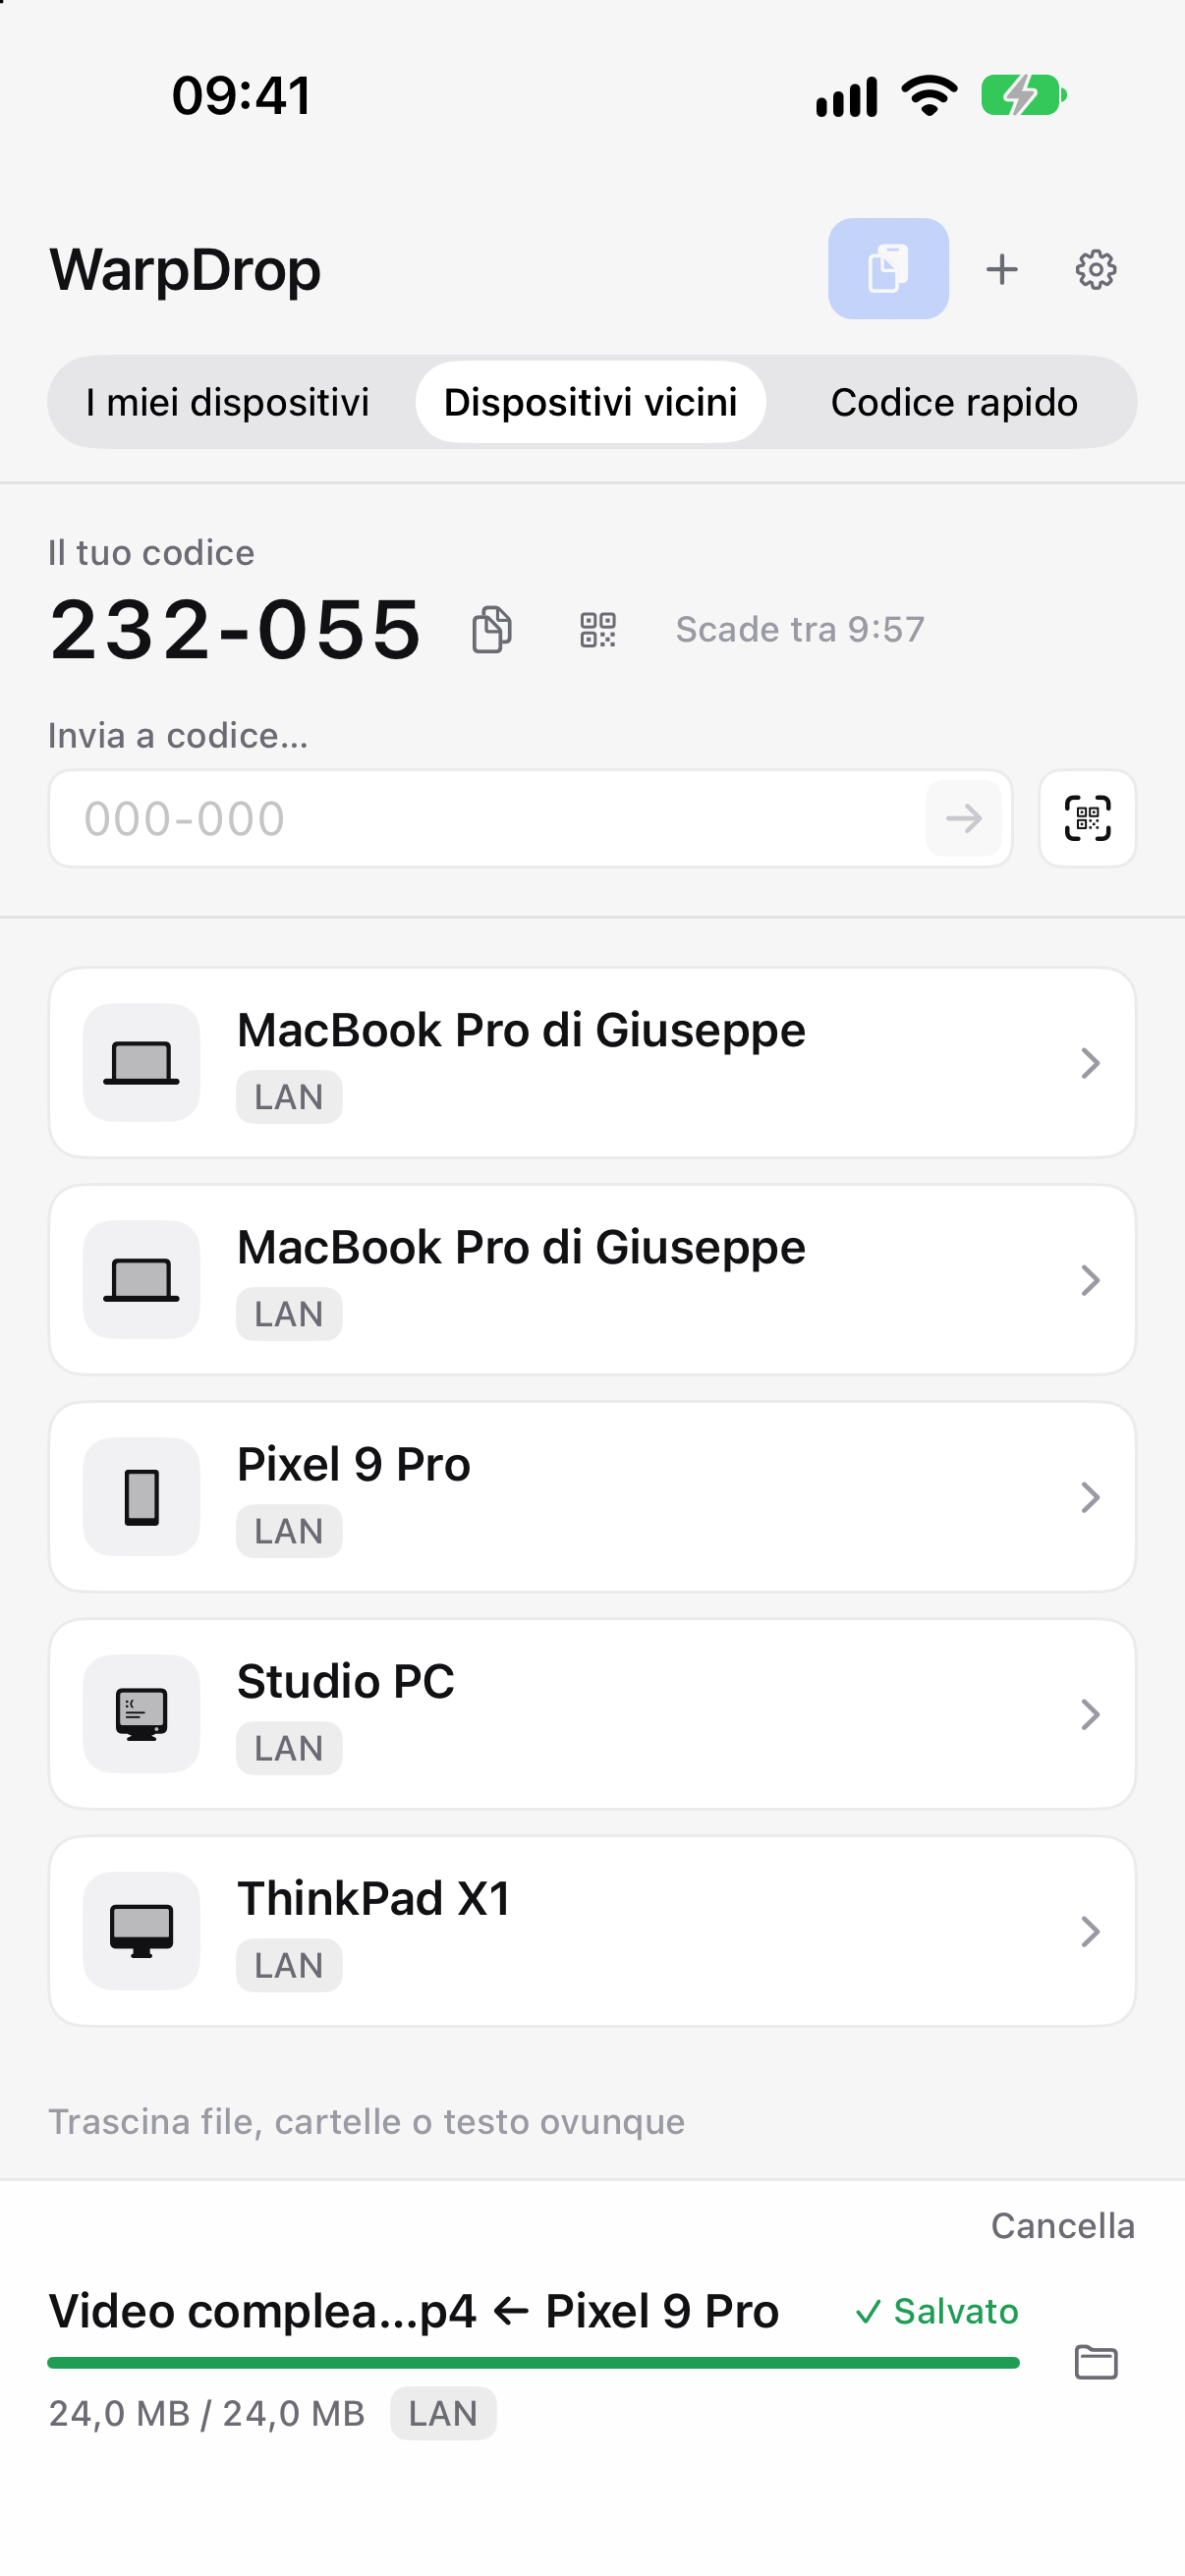 09:41
WarpDrop
I miei dispositivi
Dispositivi vicini
Codice rapido
Il tuo codice
232-055
Scade tra 9:57
Invia a codice...
000-000
MacBook Pro di Giuseppe
LAN
MacBook Pro di Giuseppe
LAN
Pixel 9 Pro
LAN
Studio PC
LAN
ThinkPad X1
LAN
Trascina file, cartelle o testo ovunque
Cancella
Video complea...p4 ← Pixel 9 Pro
✓ Salvato
24,0 MB / 24,0 MB
LAN